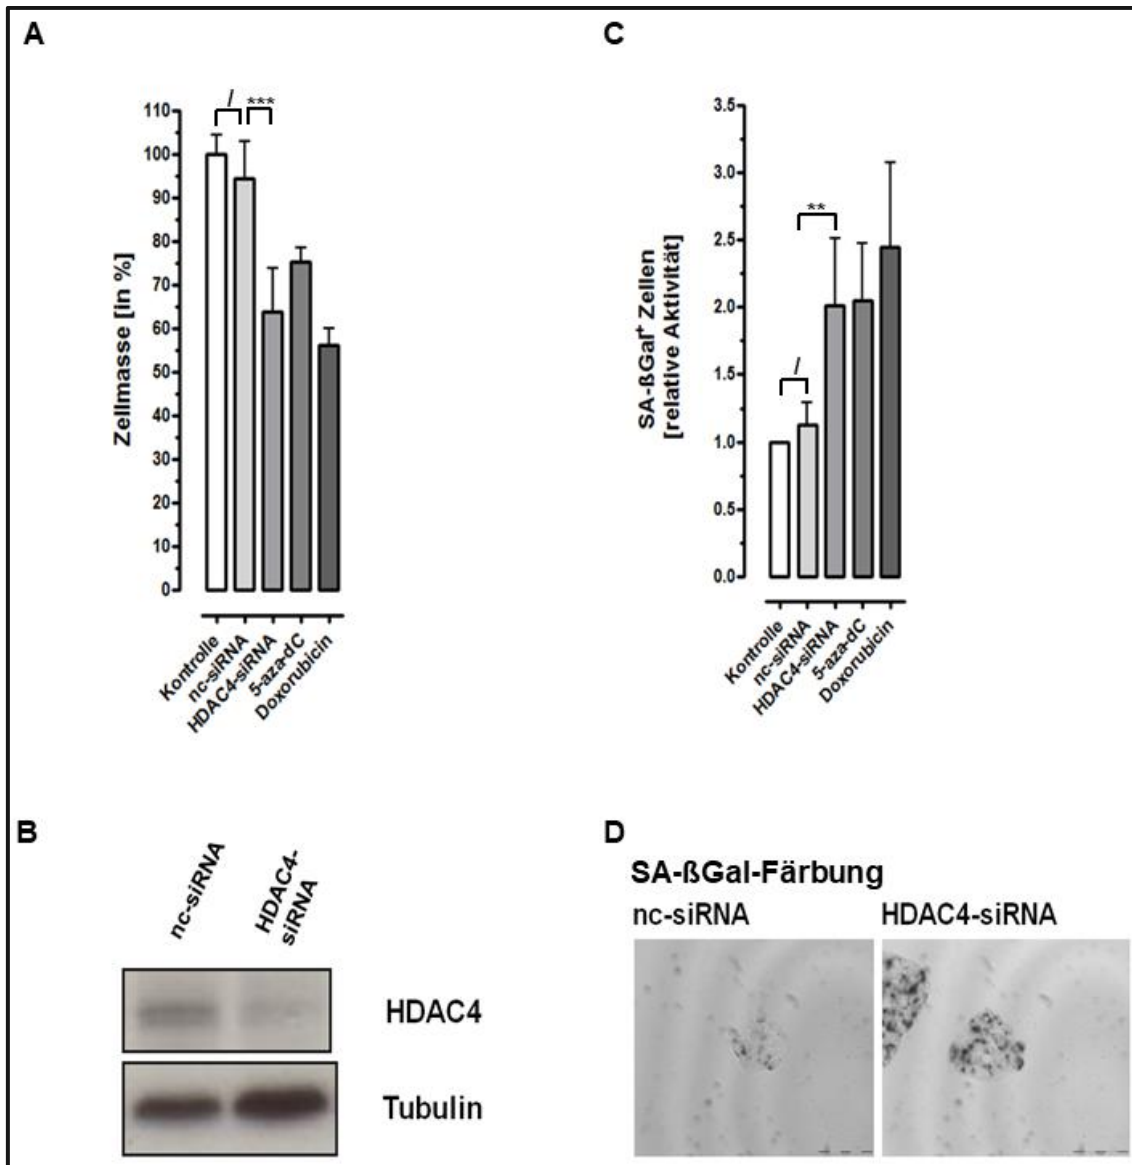 A
110
100
90
80
70
60
50
40
30
20
10
0
Zellmasse [in %]
/ ***
Kontrolle
nc-siRNA
HDAC4-siRNA
5-aza-dC
Doxorubicin
C
3.5
3.0
2.5
2.0
1.5
1.0
0.5
0.0
SA-ßGal⁺ Zellen
[relative Aktivität]
**
/
Kontrolle
nc-siRNA
HDAC4-siRNA
5-aza-dC
Doxorubicin
B
nc-siRNA
HDAC4-
siRNA
HDAC4
Tubulin
D
SA-ßGal-Färbung
nc-siRNA HDAC4-siRNA